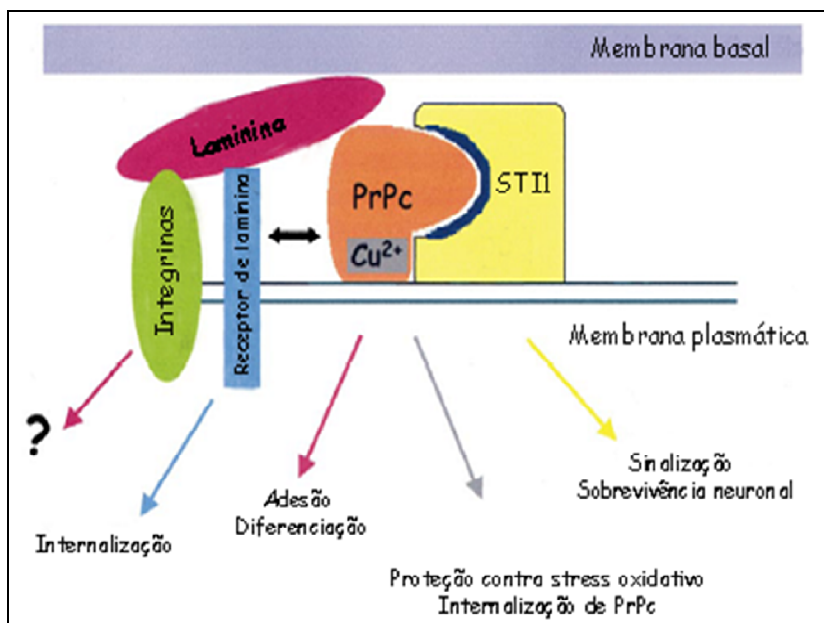 Membrana basal
Laminina
PrPc
STI1
Cu2+
Integrinas
Receptor de laminina
Membrana plasmática
?
Internalização
Adesão
Diferenciação
Sinalização
Sobrevivência neuronal
Proteção contra stress oxidativo
Internalização de PrPc